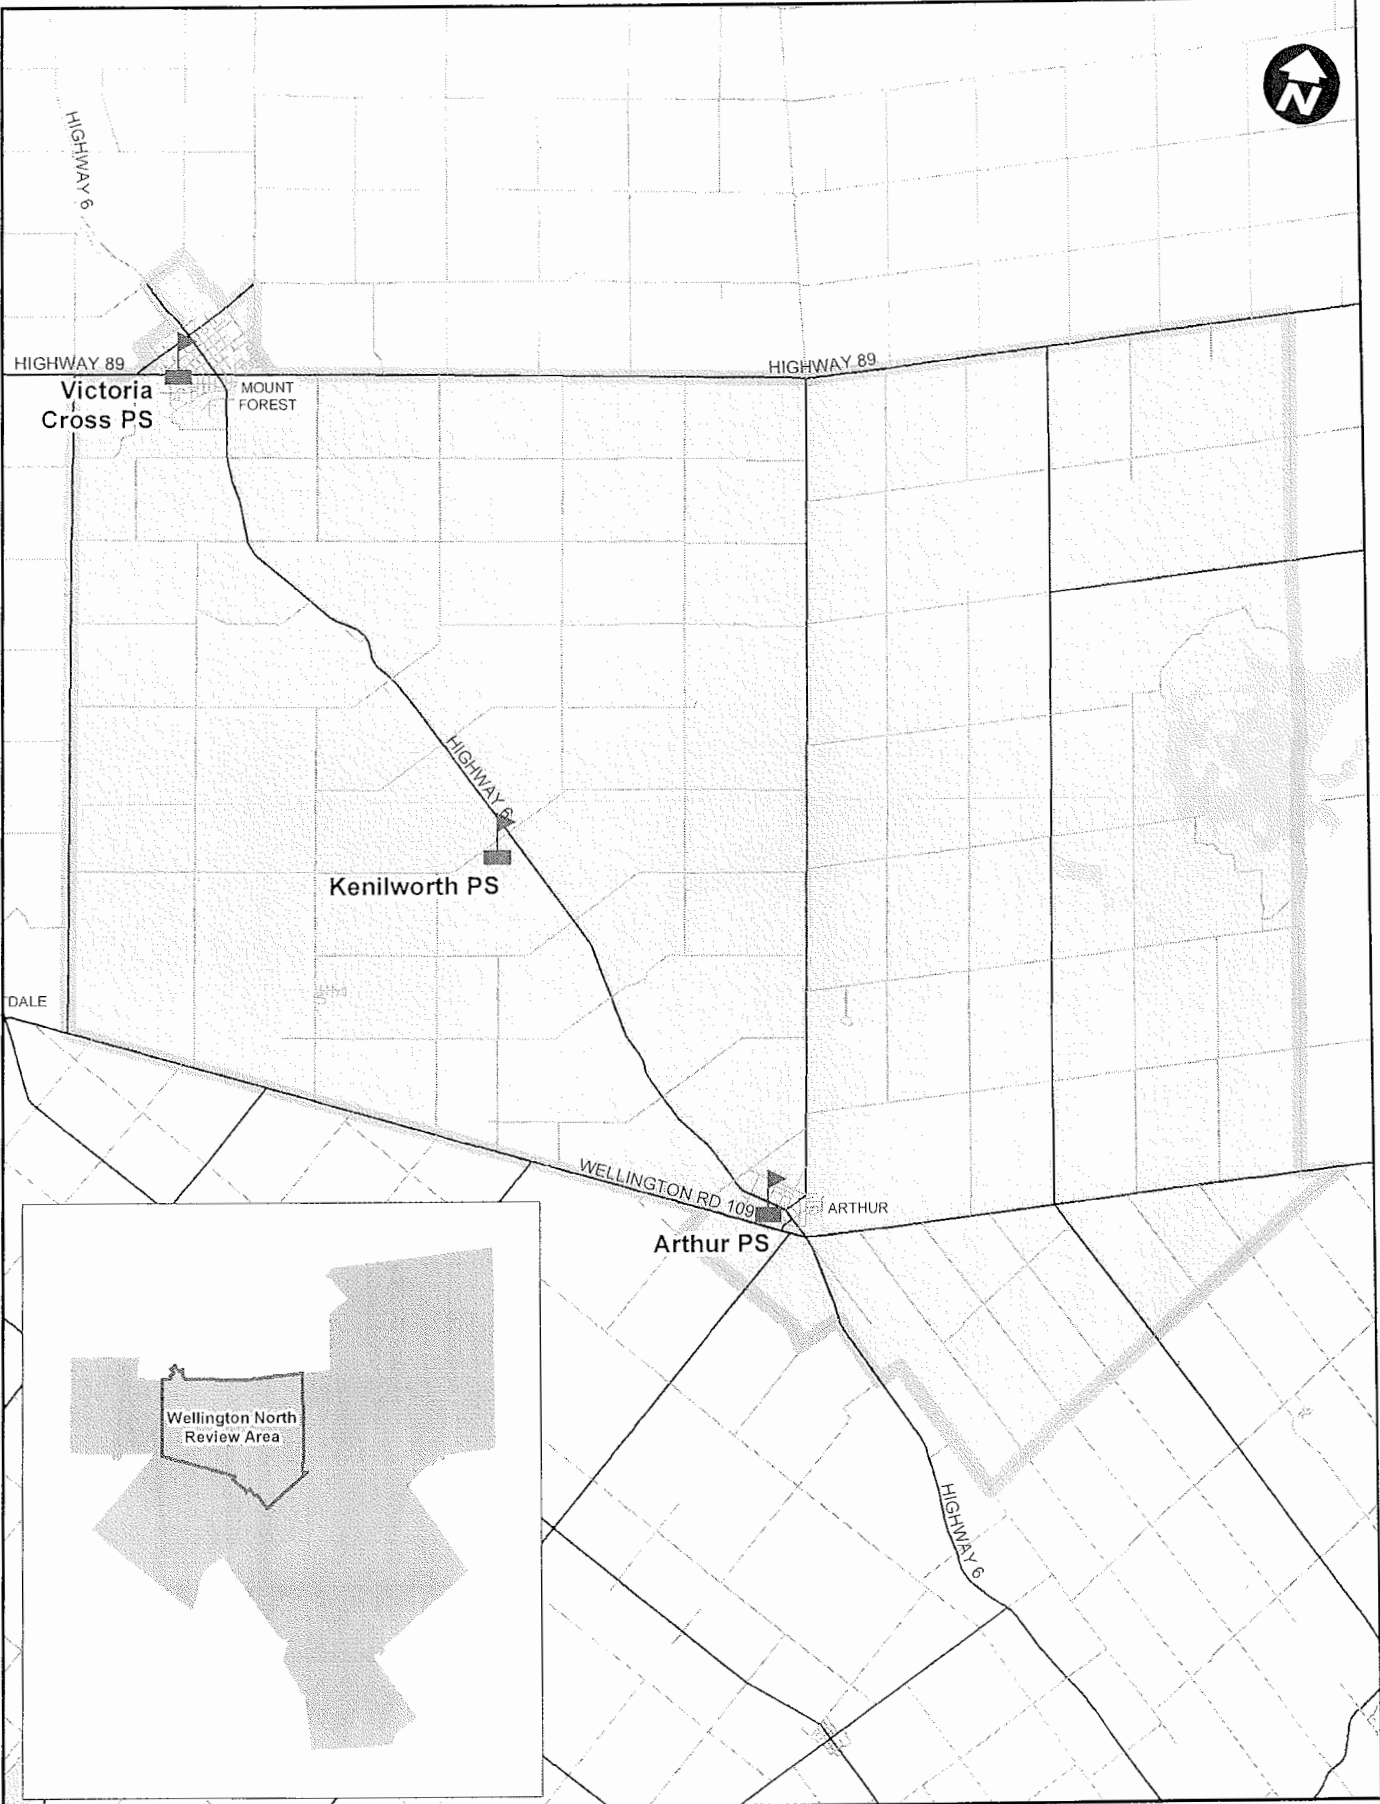 N
HIGHWAY 6
HIGHWAY 89
HIGHWAY 89
Victoria
Cross PS
MOUNT
FOREST
HIGHWAY 6
Kenilworth PS
DALE
WELLINGTON RD 109
ARTHUR
Arthur PS
Wellington North
Review Area
HIGHWAY 6